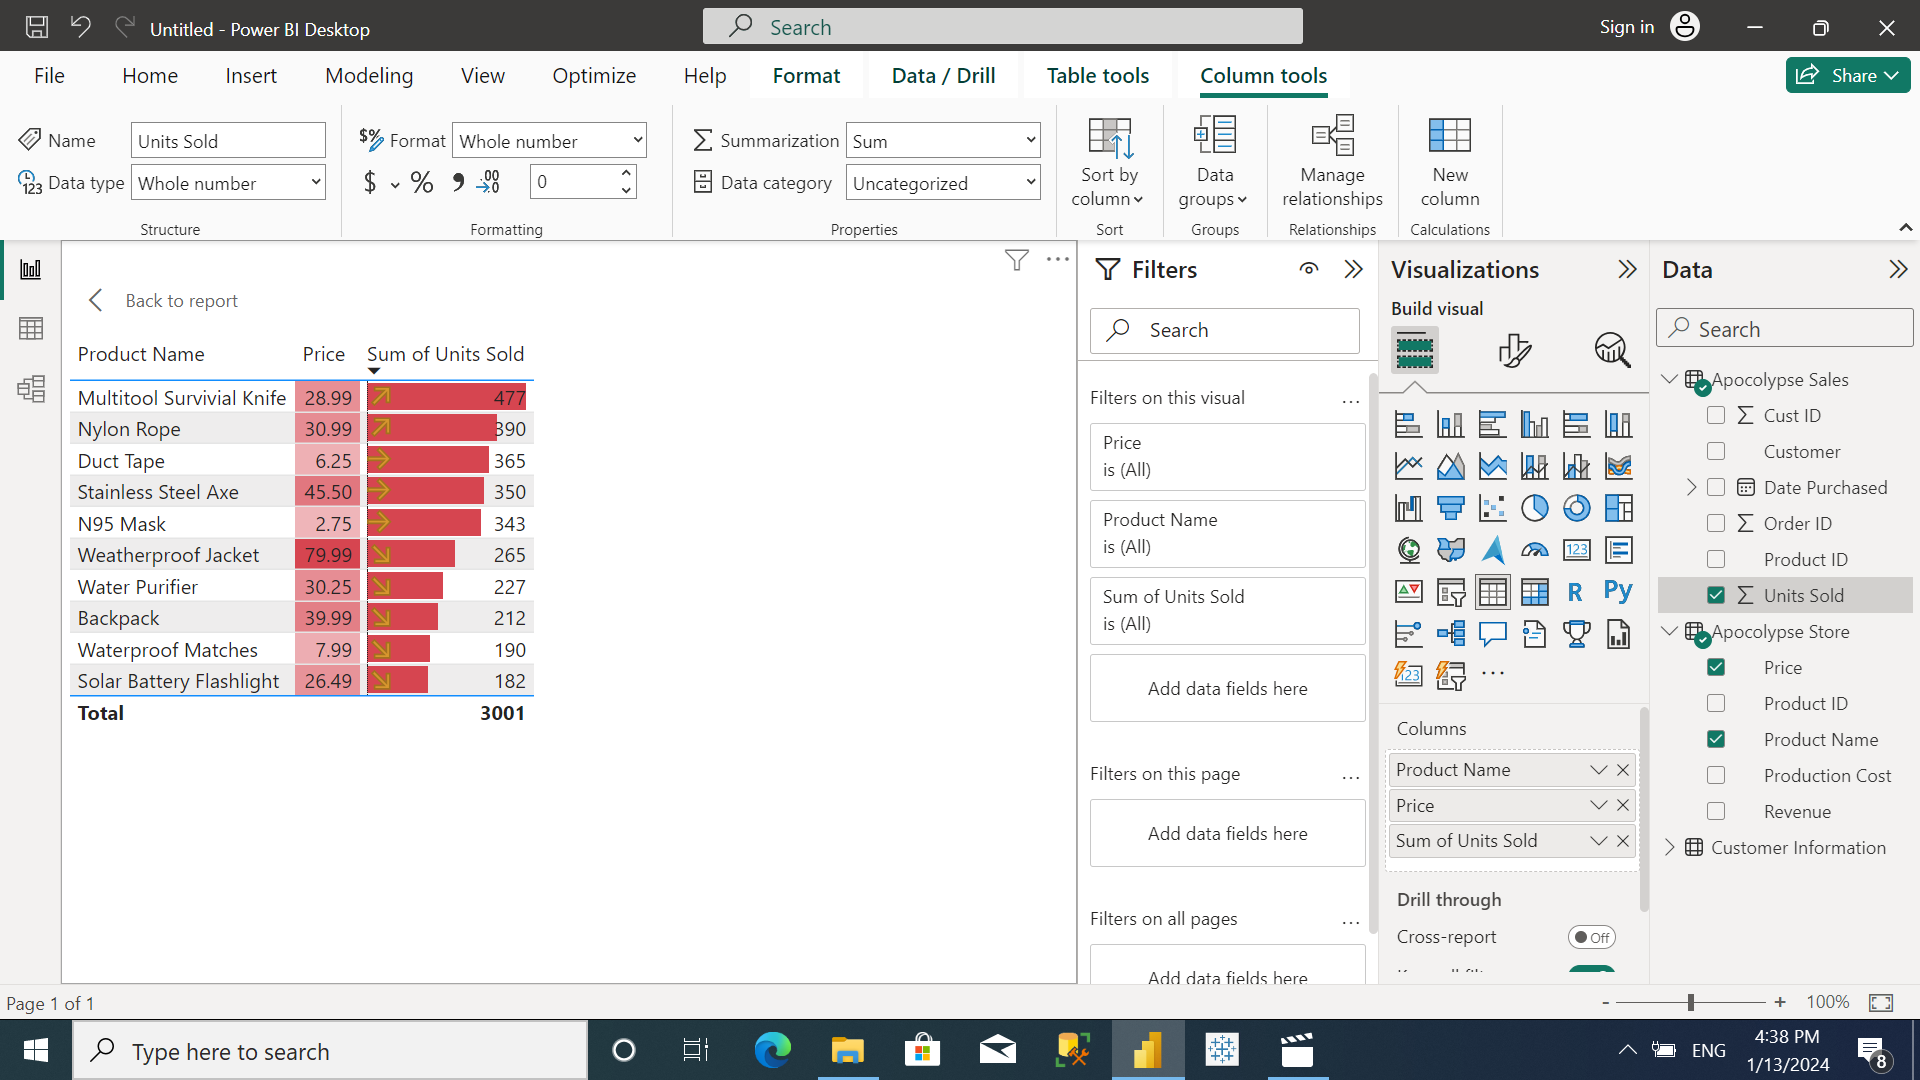 Untitled - Power BI Desktop
Search
Sign in
File Home Insert Modeling View Optimize Help Format Data / Drill Table tools Column tools
Share
Name Units Sold
Data type Whole number
Structure
Format Whole number
$ % 0
Formatting
Summarization Sum
Data category Uncategorized
Properties
Sort by column
Sort
Data groups
Groups
Manage relationships
Relationships
New column
Calculations
Back to report
Product Name Price Sum of Units Sold
Multitool Survivial Knife 28.99 477
Nylon Rope 30.99 390
Duct Tape 6.25 365
Stainless Steel Axe 45.50 350
N95 Mask 2.75 343
Weatherproof Jacket 79.99 265
Water Purifier 30.25 227
Backpack 39.99 212
Waterproof Matches 7.99 190
Solar Battery Flashlight 26.49 182
Total 3001
Filters
Search
Filters on this visual
Price
is (All)
Product Name
is (All)
Sum of Units Sold
is (All)
Add data fields here
Filters on this page
Add data fields here
Filters on all pages
Add data fields here
Visualizations
Build visual
123
R
Py
123
Columns
Product Name
Price
Sum of Units Sold
Drill through
Cross-report Off
Data
Search
Apocolypse Sales
Cust ID
Customer
Date Purchased
Order ID
Product ID
Units Sold
Apocolypse Store
Price
Product ID
Product Name
Production Cost
Revenue
Customer Information
Page 1 of 1
- + 100%
Type here to search
ENG
4:38 PM
1/13/2024
8